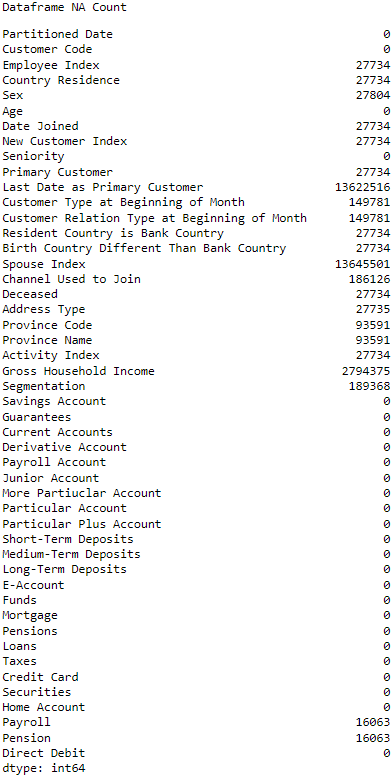 Dataframe NA Count
Partitioned Date 0
Customer Code 0
Employee Index 27734
Country Residence 27734
Sex 27804
Age 0
Date Joined 27734
New Customer Index 27734
Seniority 0
Primary Customer 27734
Last Date as Primary Customer 13622516
Customer Type at Beginning of Month 149781
Customer Relation Type at Beginning of Month 149781
Resident Country is Bank Country 27734
Birth Country Different Than Bank Country 27734
Spouse Index 13645501
Channel Used to Join 186126
Deceased 27734
Address Type 27735
Province Code 93591
Province Name 93591
Activity Index 27734
Gross Household Income 2794375
Segmentation 189368
Savings Account 0
Guarantees 0
Current Accounts 0
Derivative Account 0
Payroll Account 0
Junior Account 0
More Partiuclar Account 0
Particular Account 0
Particular Plus Account 0
Short-Term Deposits 0
Medium-Term Deposits 0
Long-Term Deposits 0
E-Account 0
Funds 0
Mortgage 0
Pensions 0
Loans 0
Taxes 0
Credit Card 0
Securities 0
Home Account 0
Payroll 16063
Pension 16063
Direct Debit 0
dtype: int64